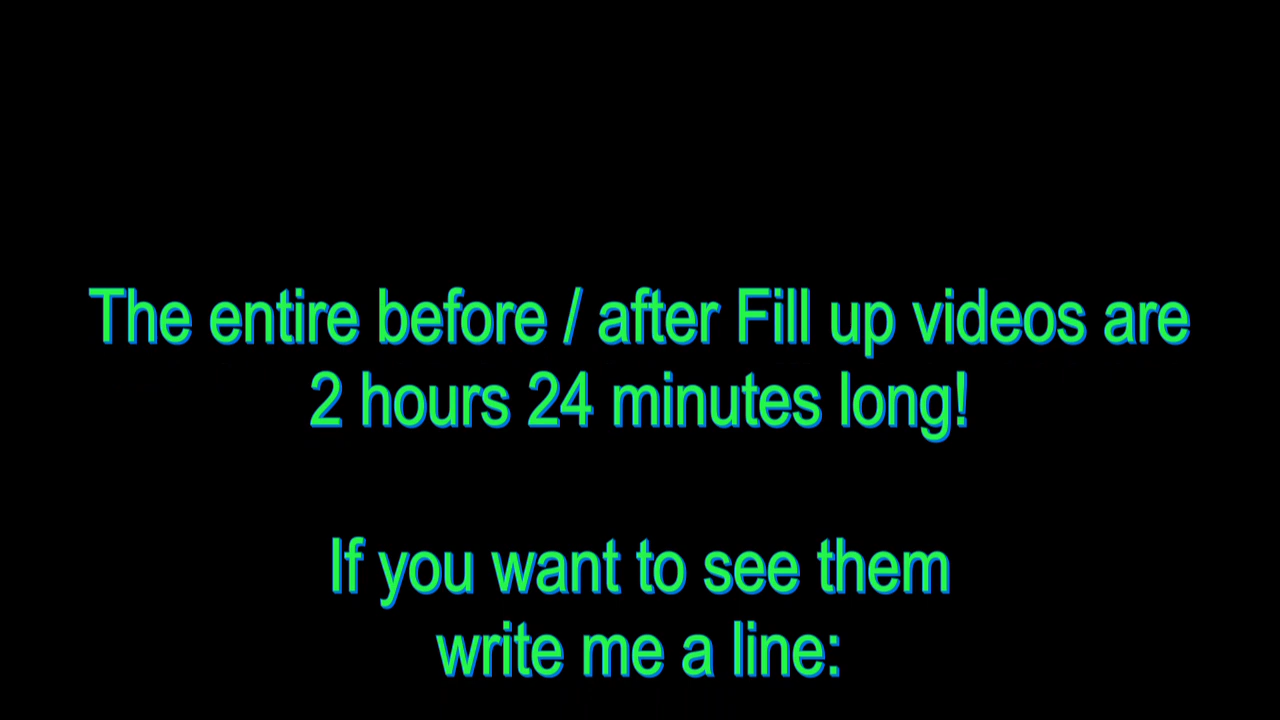 The entire before / after Fill up videos are
2 hours 24 minutes long!
If you want to see them
write me a line: